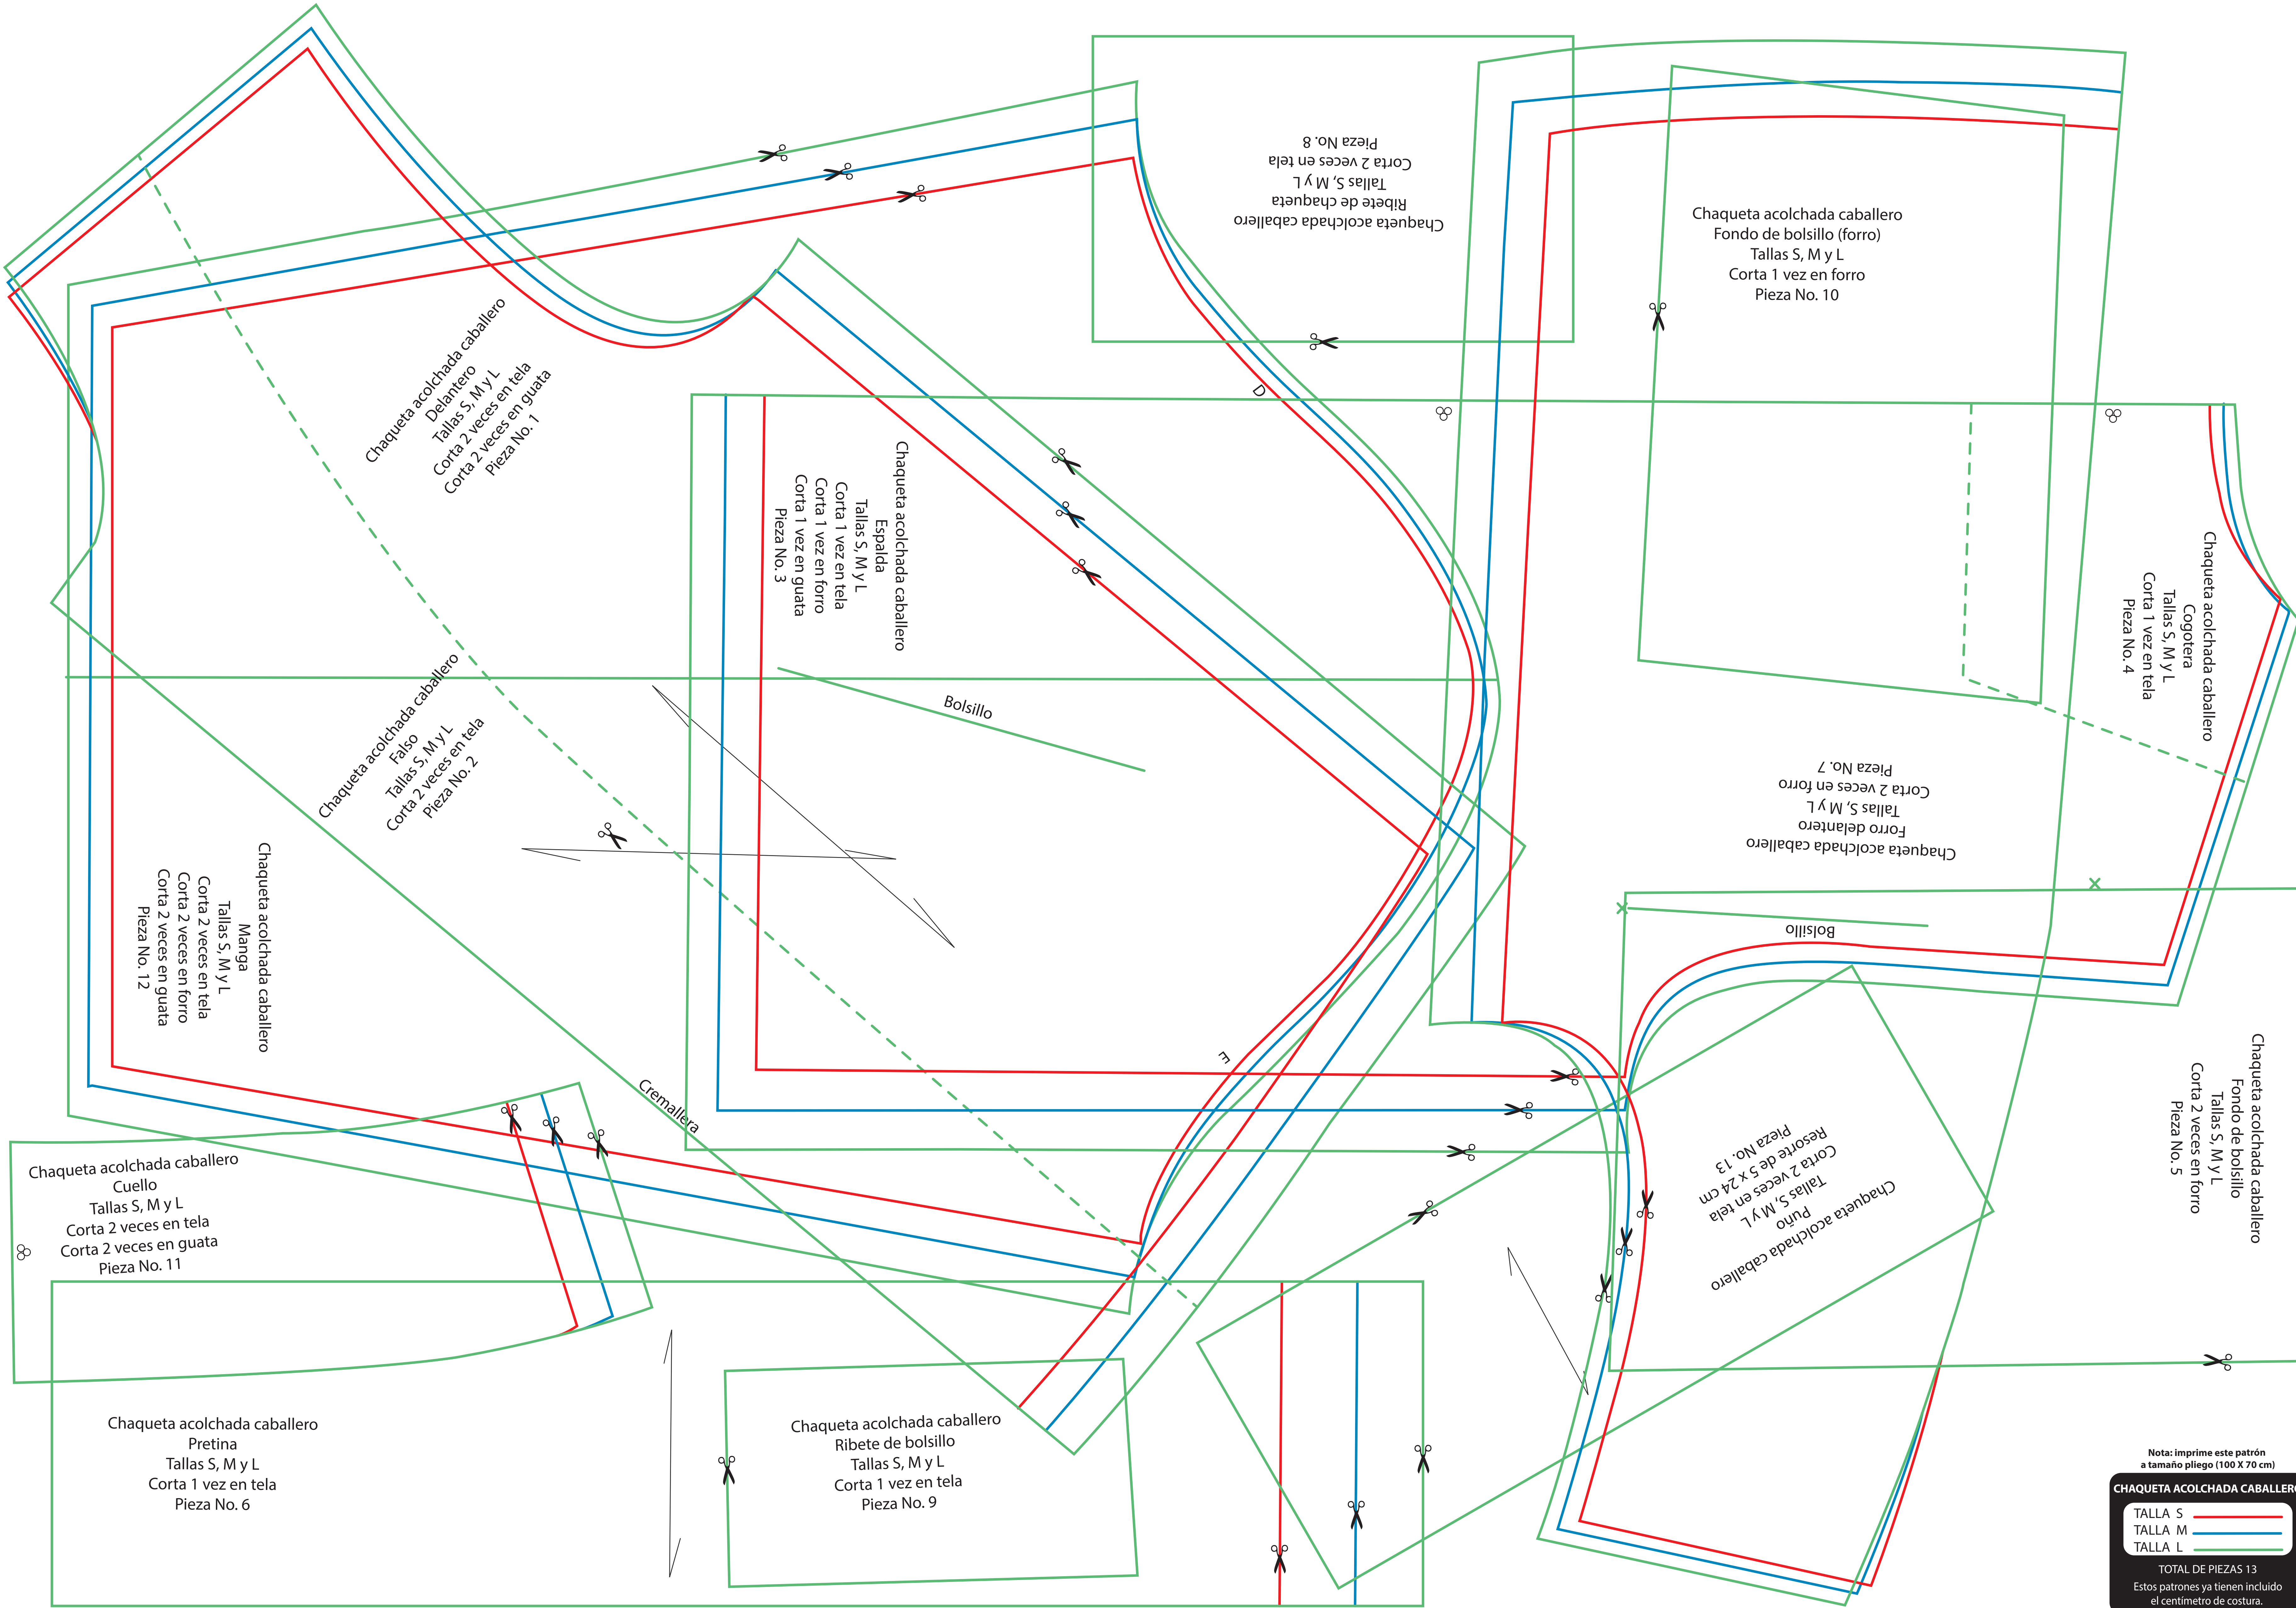 Chaqueta acolchada caballero
Delantero
Tallas S, M y L
Corta 2 veces en tela
Corta 2 veces en guata
Pieza No. 1
Chaqueta acolchada caballero
Ribete de chaqueta
Tallas S, M y L
Corta 2 veces en tela
Pieza No. 8
Chaqueta acolchada caballero
Fondo de bolsillo (forro)
Tallas S, M y L
Corta 1 vez en forro
Pieza No. 10
D
Chaqueta acolchada caballero
Espalda
Tallas S, M y L
Corta 1 vez en tela
Corta 1 vez en forro
Corta 1 vez en guata
Pieza No. 3
Chaqueta acolchada caballero
Cogotera
Tallas S, M y L
Corta 1 vez en tela
Pieza No. 4
Chaqueta acolchada caballero
Falso
Tallas S, M y L
Corta 2 veces en tela
Pieza No. 2
Bolsillo
Chaqueta acolchada caballero
Forro delantero
Tallas S, M y L
Corta 2 veces en forro
Pieza No. 7
Bolsillo
Chaqueta acolchada caballero
Manga
Tallas S, M y L
Corta 2 veces en tela
Corta 2 veces en forro
Corta 2 veces en guata
Pieza No. 12
E
Cremallera
Chaqueta acolchada caballero
Fondo de bolsillo
Tallas S, M y L
Corta 2 veces en forro
Pieza No. 5
Chaqueta acolchada caballero
Puño
Tallas S, M y L
Corta 2 veces en tela
Resorte de 5 x 24 cm
Pieza No. 13
Chaqueta acolchada caballero
Cuello
Tallas S, M y L
Corta 2 veces en tela
Corta 2 veces en guata
Pieza No. 11
Chaqueta acolchada caballero
Pretina
Tallas S, M y L
Corta 1 vez en tela
Pieza No. 6
Chaqueta acolchada caballero
Ribete de bolsillo
Tallas S, M y L
Corta 1 vez en tela
Pieza No. 9
Nota: imprime este patrón
a tamaño pliego (100 X 70 cm)
CHAQUETA ACOLCHADA CABALLERO
TALLA S
TALLA M
TALLA L
TOTAL DE PIEZAS 13
Estos patrones ya tienen incluido
el centímetro de costura.